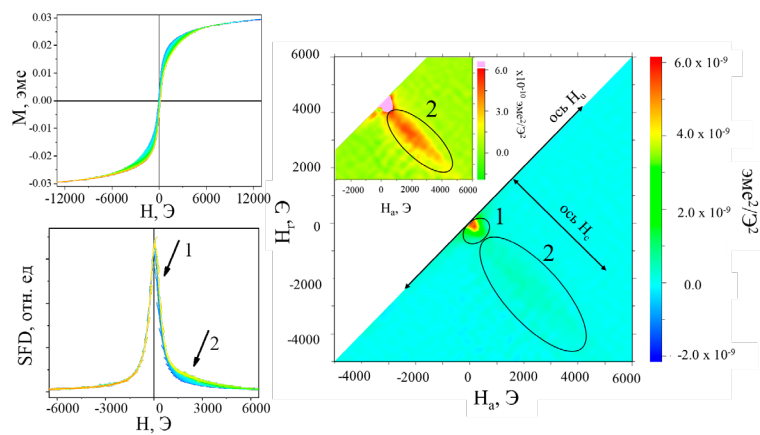 0.03
0.02
0.01
0.00
-0.01
-0.02
-0.03
M, эме
-12000
-6000
0
6000
12000
H, Э
SFD, отн. ед
1
2
-6000
-3000
0
3000
6000
H, Э
6000
4000
2000
0
-2000
-4000
Hr, Э
-4000
-2000
0
2000
4000
6000
Ha, Э
2
-2000
0
2000
4000
6000
Ha, Э
6.0
3.0
0.0
x10⁻¹⁰ эме²/Э²
ось Hu
ось Hc
1
2
6.0 x 10⁻⁹
4.0 x 10⁻⁹
2.0 x 10⁻⁹
0.0
-2.0 x 10⁻⁹
эме²/Э²